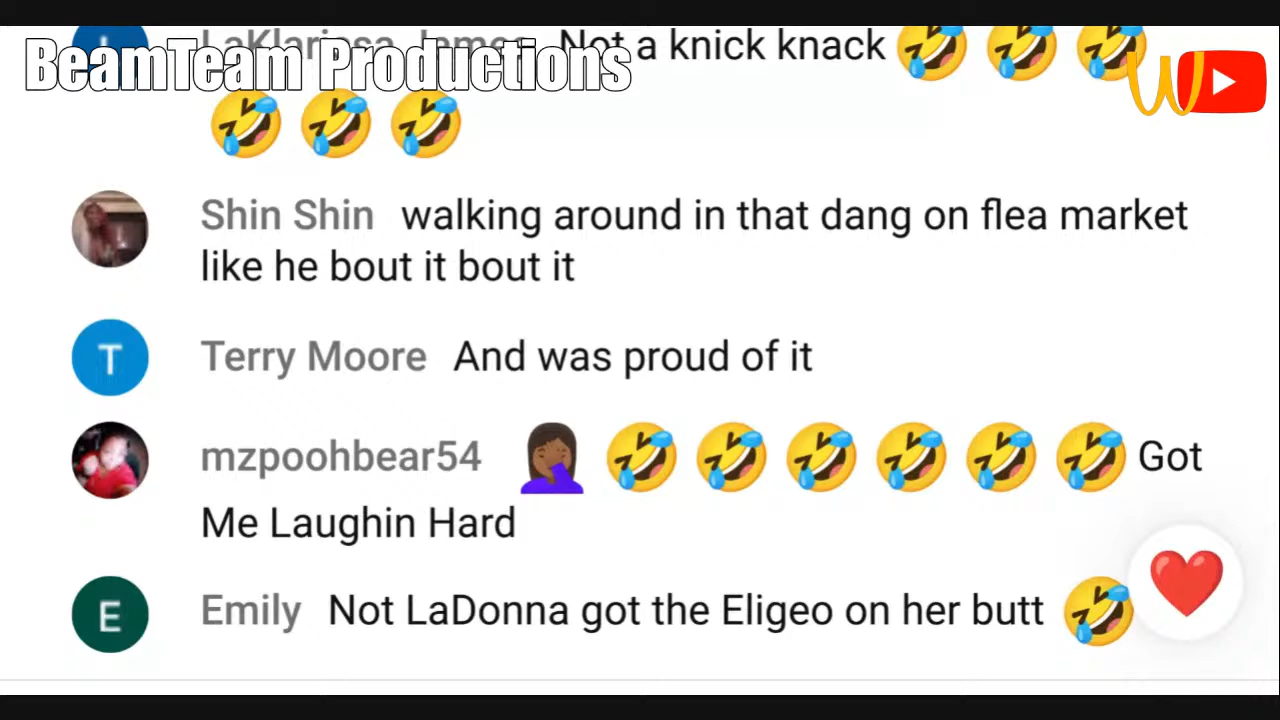 BeamTeam Productions
Not a knick knack 🤣 🤣 🤣
🤣 🤣 🤣
Shin Shin walking around in that dang on flea market
like he bout it bout it
T Terry Moore And was proud of it
mzpoohbear54 🤦🏾‍♀️ 🤣 🤣 🤣 🤣 🤣 🤣 Got
Me Laughin Hard
E Emily Not LaDonna got the Eligeo on her butt 🤣